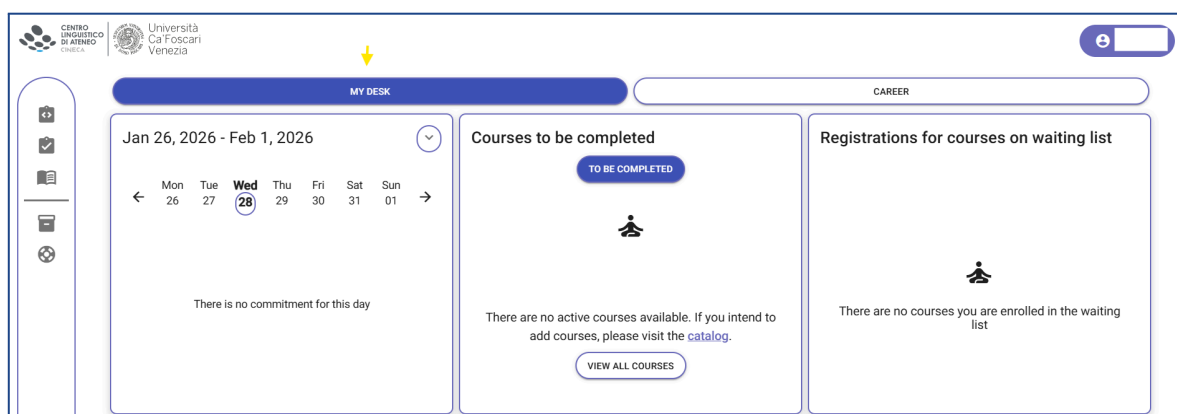 CENTRO
LINGUISTICO
DI ATENEO
CINECA
Università
Ca'Foscari
Venezia
MY DESK
CAREER
Jan 26, 2026 - Feb 1, 2026
Mon Tue Wed Thu Fri Sat Sun
26 27 28 29 30 31 01
There is no commitment for this day
Courses to be completed
TO BE COMPLETED
There are no active courses available. If you intend to
add courses, please visit the catalog.
VIEW ALL COURSES
Registrations for courses on waiting list
There are no courses you are enrolled in the waiting
list